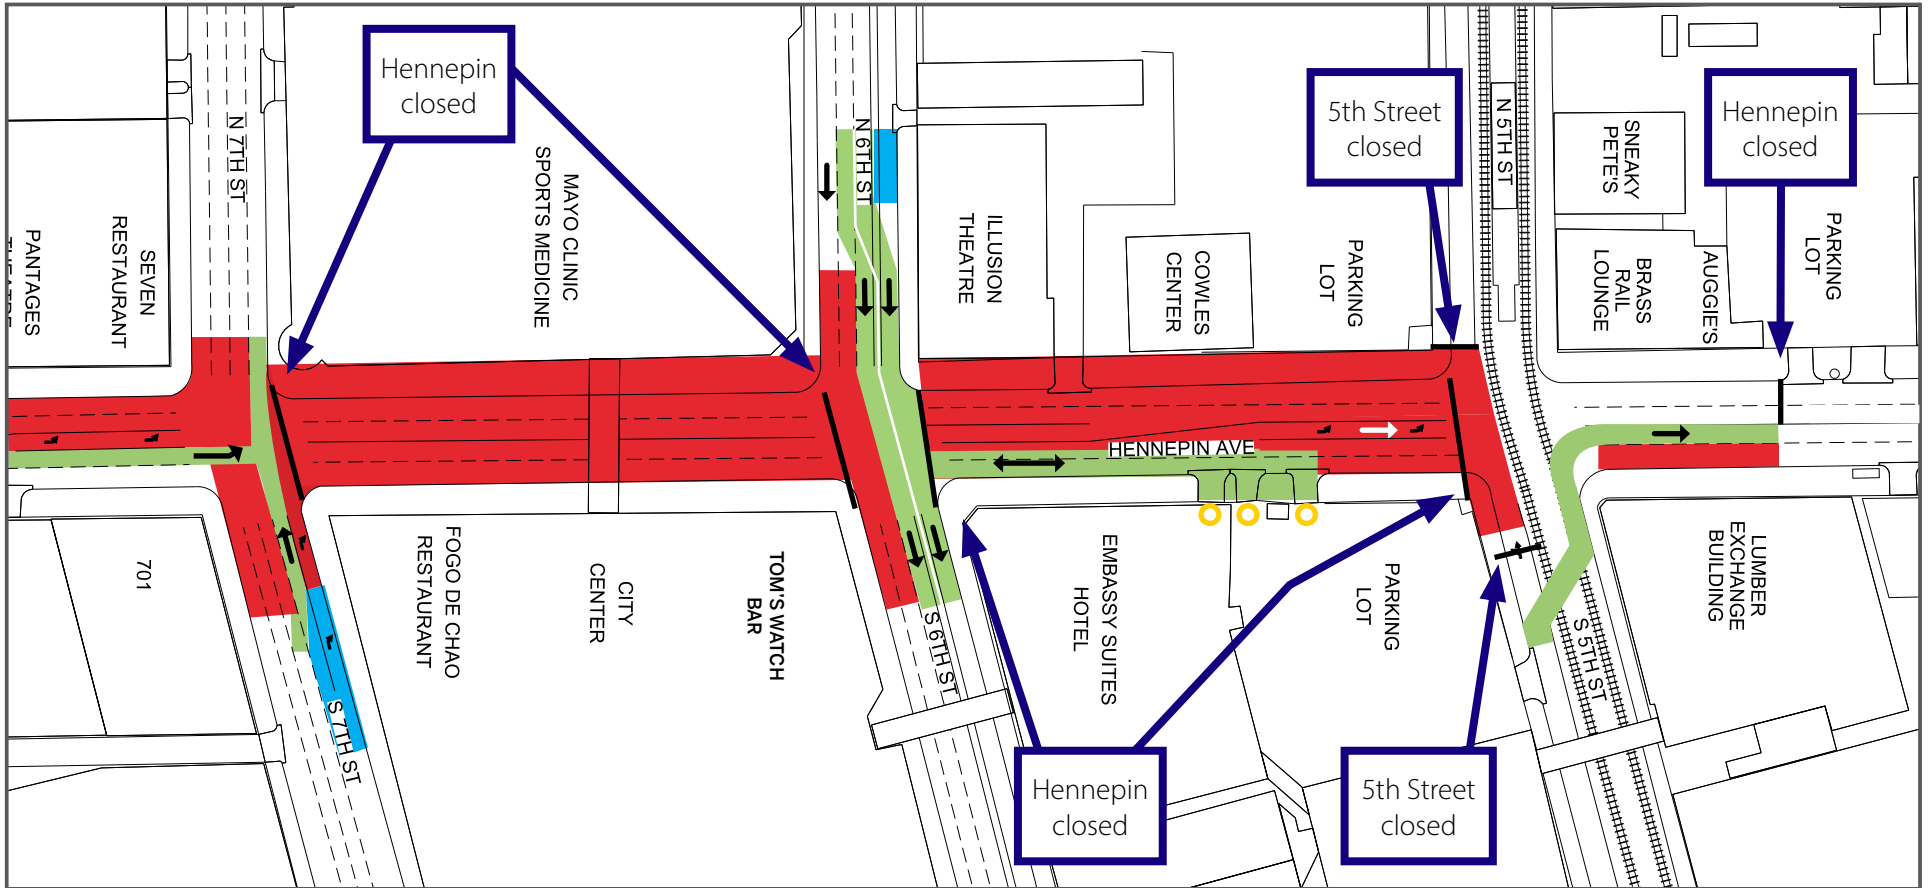 Hennepin
closed
5th Street
closed
Hennepin
closed
N 7TH ST
N 6TH ST
N 5TH ST
PANTAGES
SEVEN
RESTAURANT
MAYO CLINIC
SPORTS MEDICINE
ILLUSION
THEATRE
COWLES
CENTER
PARKING
LOT
SNEAKY
PETE'S
BRASS
RAIL
LOUNGE
AUGGIE'S
PARKING
LOT
HENNEPIN AVE
701
FOGO DE CHAO
RESTAURANT
CITY
CENTER
TOM'S WATCH
BAR
EMBASSY SUITES
HOTEL
PARKING
LOT
LUMBER
EXCHANGE
BUILDING
S 7TH ST
S 6TH ST
S 5TH ST
Hennepin
closed
5th Street
closed